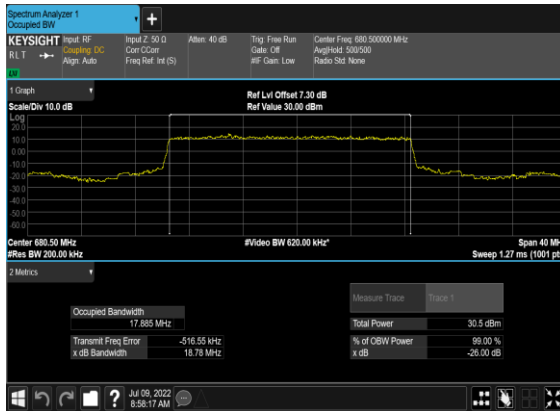 Spectrum Analyzer 1
Occupied BW
KEYSIGHT
RLT
Input: RF
Coupling: DC
Align: Auto
Input Z: 50 Ω
Corr CCorr
Freq Ref: Int (S)
Atten: 40 dB
Trig: Free Run
Gate: Off
#IF Gain: Low
Center Freq: 680.500000 MHz
Avg|Hold: 500/500
Radio Std: None
1 Graph
Scale/Div 10.0 dB
Ref Lvl Offset 7.30 dB
Ref Value 30.00 dBm
Log
20.0
10.0
0.00
-10.0
-20.0
-30.0
-40.0
-50.0
-60.0
Center 680.50 MHz
#Res BW 200.00 kHz
#Video BW 620.00 kHz*
Span 40 MH
Sweep 1.27 ms (1001 pt
2 Metrics
Measure Trace
Trace 1
Occupied Bandwidth
17.885 MHz
Total Power
30.5 dBm
Transmit Freq Error
-516.55 kHz
% of OBW Power
99.00 %
x dB Bandwidth
18.78 MHz
x dB
-26.00 dB
?
Jul 09, 2022
8:58:17 AM